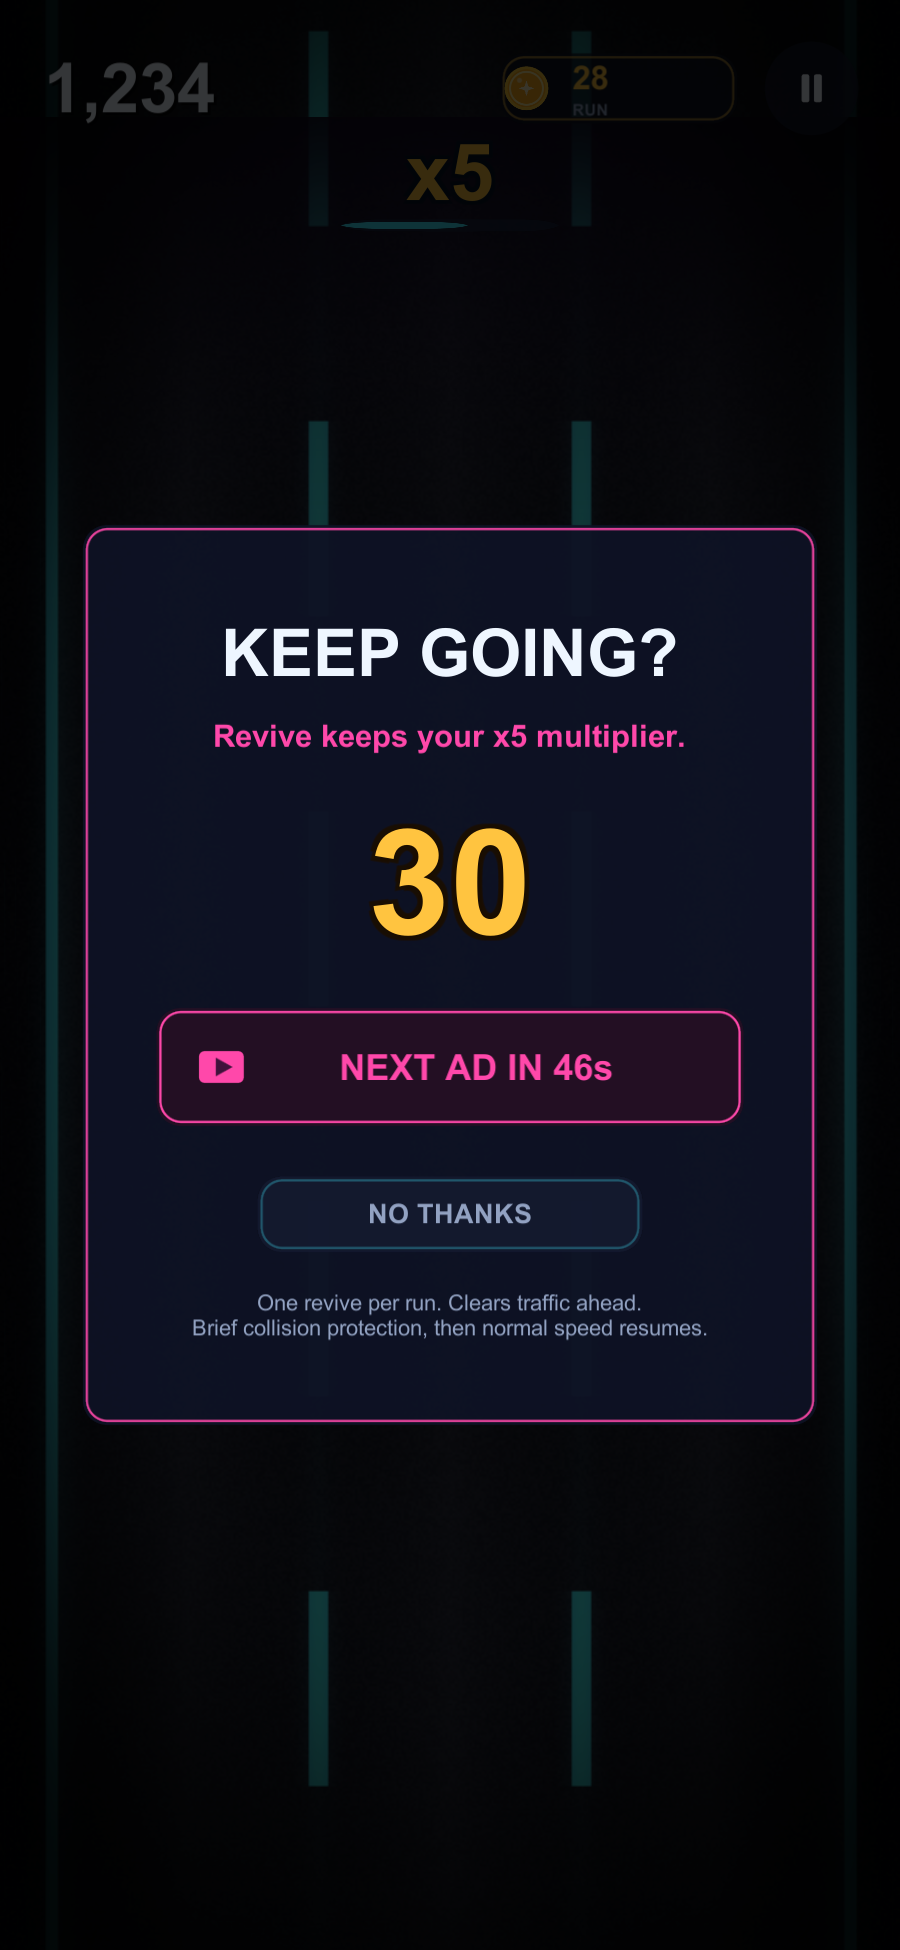 1,234
28
RUN
x5
KEEP GOING?
Revive keeps your x5 multiplier.
30
NEXT AD IN 46s
NO THANKS
One revive per run. Clears traffic ahead.
Brief collision protection, then normal speed resumes.